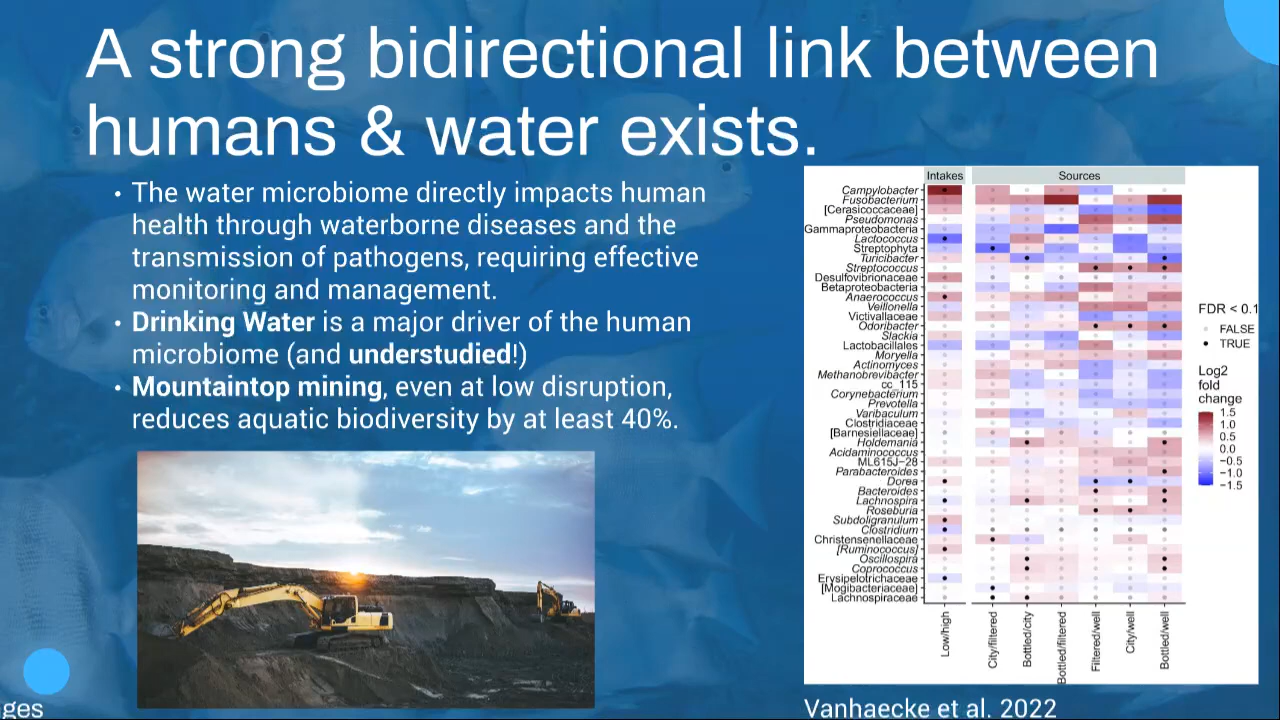 A strong bidirectional link between
humans & water exists.
• The water microbiome directly impacts human
health through waterborne diseases and the
transmission of pathogens, requiring effective
monitoring and management.
• Drinking Water is a major driver of the human
microbiome (and understudied!)
• Mountaintop mining, even at low disruption,
reduces aquatic biodiversity by at least 40%.
Intakes
Sources
Campylobacter
Fusobacterium
[Cerasicoccaceae]
Pseudomonas
Gammaproteobacteria
Lactococcus
Streptophyta
Turicibacter
Streptococcus
Desulfovibrionaceae
Betaproteobacteria
Anaerococcus
Veillonella
Victivallaceae
Odoribacter
Slackia
Lactobacillales
Moryella
Actinomyces
Methanobrevibacter
cc_115
Corynebacterium
Prevotella
Varibaculum
Clostridiaceae
[Barnesiellaceae]
Holdemania
Acidaminococcus
ML615J−28
Parabacteroides
Dorea
Bacteroides
Lachnospira
Roseburia
Subdoligranulum
Clostridium
Christensenellaceae
[Ruminococcus]
Oscillospira
Coprococcus
Erysipelotrichaceae
[Mogibacteriaceae]
Lachnospiraceae
Low/high
City/filtered
Bottled/city
Bottled/filtered
Filtered/well
City/well
Bottled/well
FDR < 0.1
FALSE
TRUE
Log2
fold
change
1.5
1.0
0.5
0.0
−0.5
−1.0
−1.5
nges
Vanhaecke et al. 2022